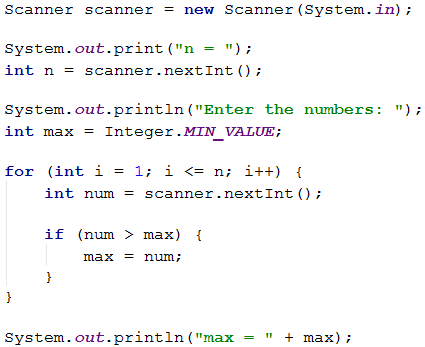 Scanner scanner = new Scanner(System.in);

System.out.print("n = ");
int n = scanner.nextInt();

System.out.println("Enter the numbers: ");
int max = Integer.MIN_VALUE;

for (int i = 1; i <= n; i++) {
    int num = scanner.nextInt();

    if (num > max) {
        max = num;
    }
}

System.out.println("max = " + max);